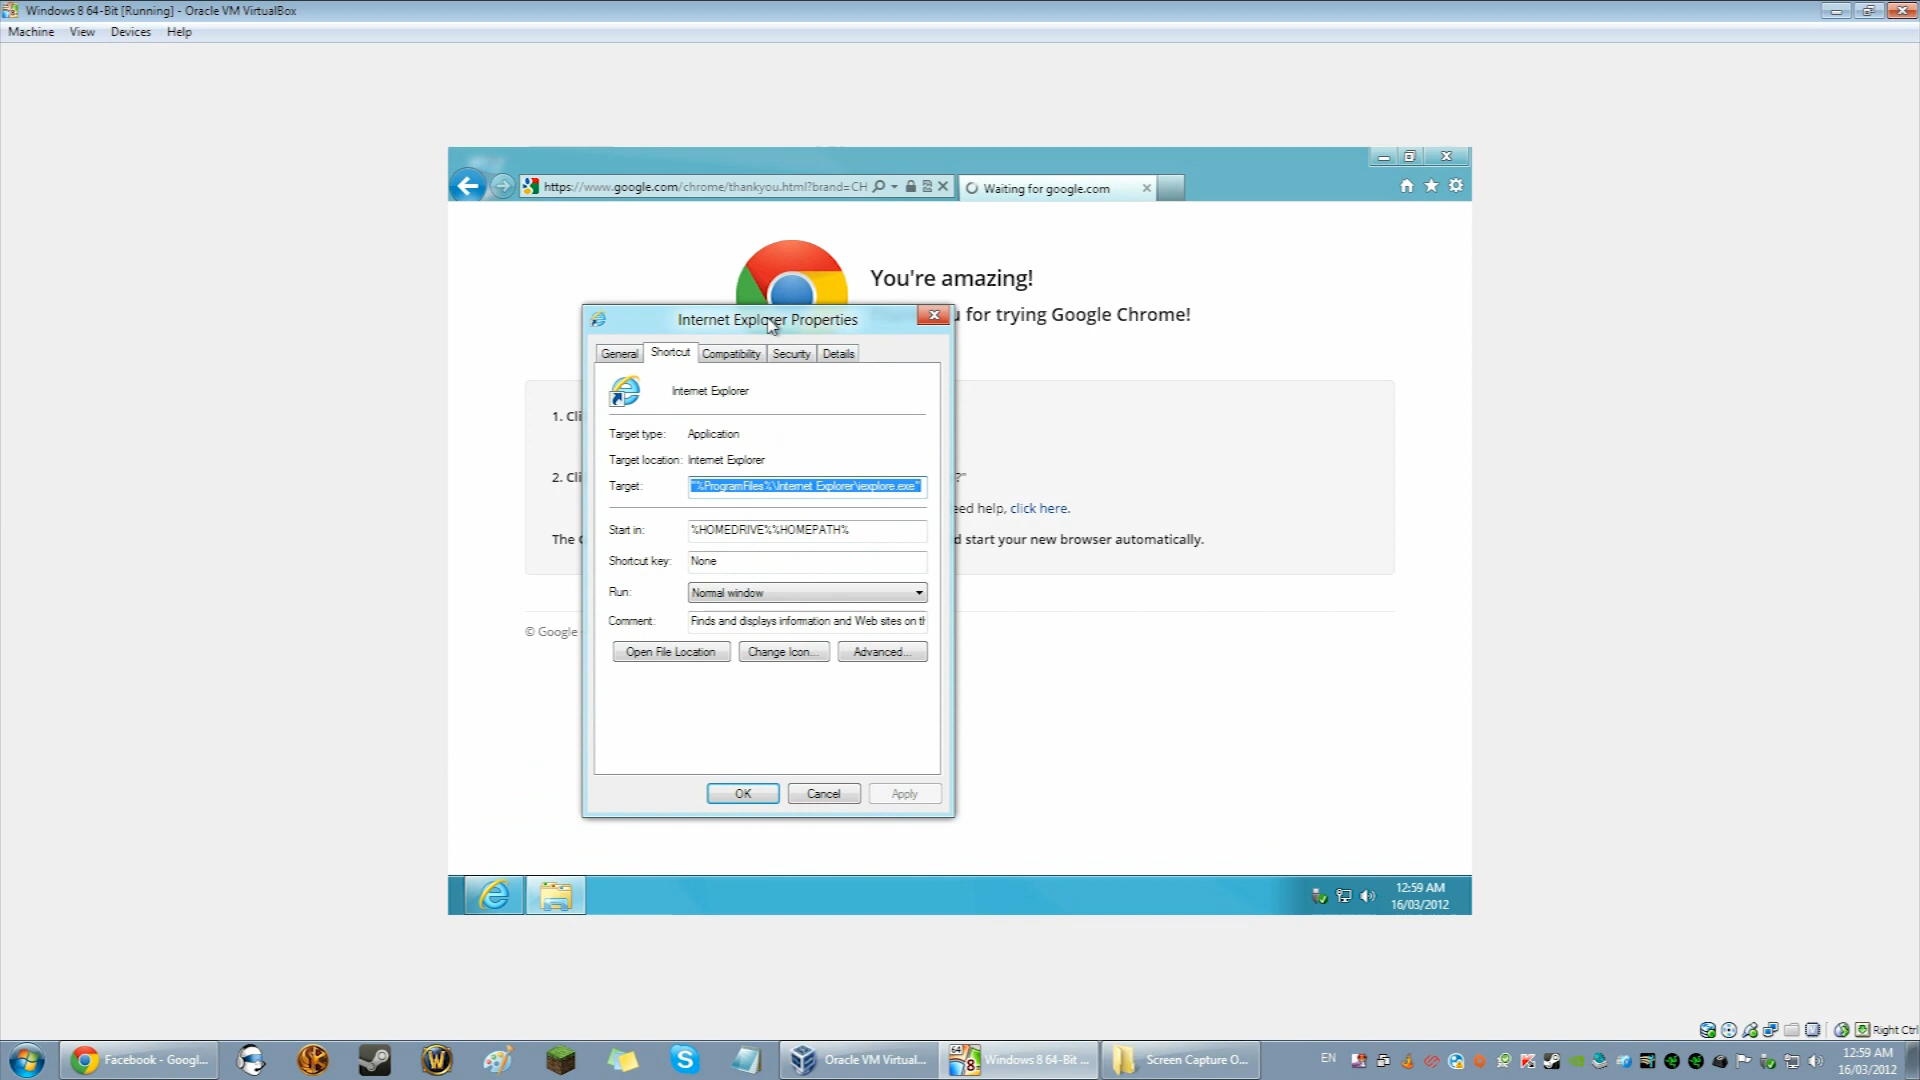 Windows 8 64-Bit [Running] - Oracle VM VirtualBox
Machine View Devices Help
https://www.google.com/chrome/thankyou.html?brand=CH
Waiting for google.com
You're amazing!
u for trying Google Chrome!
Internet Explorer Properties
General Shortcut Compatibility Security Details
Internet Explorer
1. Cli
Target type: Application
Target location: Internet Explorer
2. Cli
?"
Target: "%ProgramFiles%\Internet Explorer\iexplore.exe"
eed help, click here.
Start in: %HOMEDRIVE%%HOMEPATH%
d start your new browser automatically.
Shortcut key: None
Run: Normal window
Comment: Finds and displays information and Web sites on th
© Google
Open File Location Change Icon... Advanced...
OK Cancel Apply
12:59 AM
16/03/2012
Right Ctrl
Facebook - Googl...
Oracle VM Virtual...
Windows 8 64-Bit ...
Screen Capture O...
EN
12:59 AM
16/03/2012